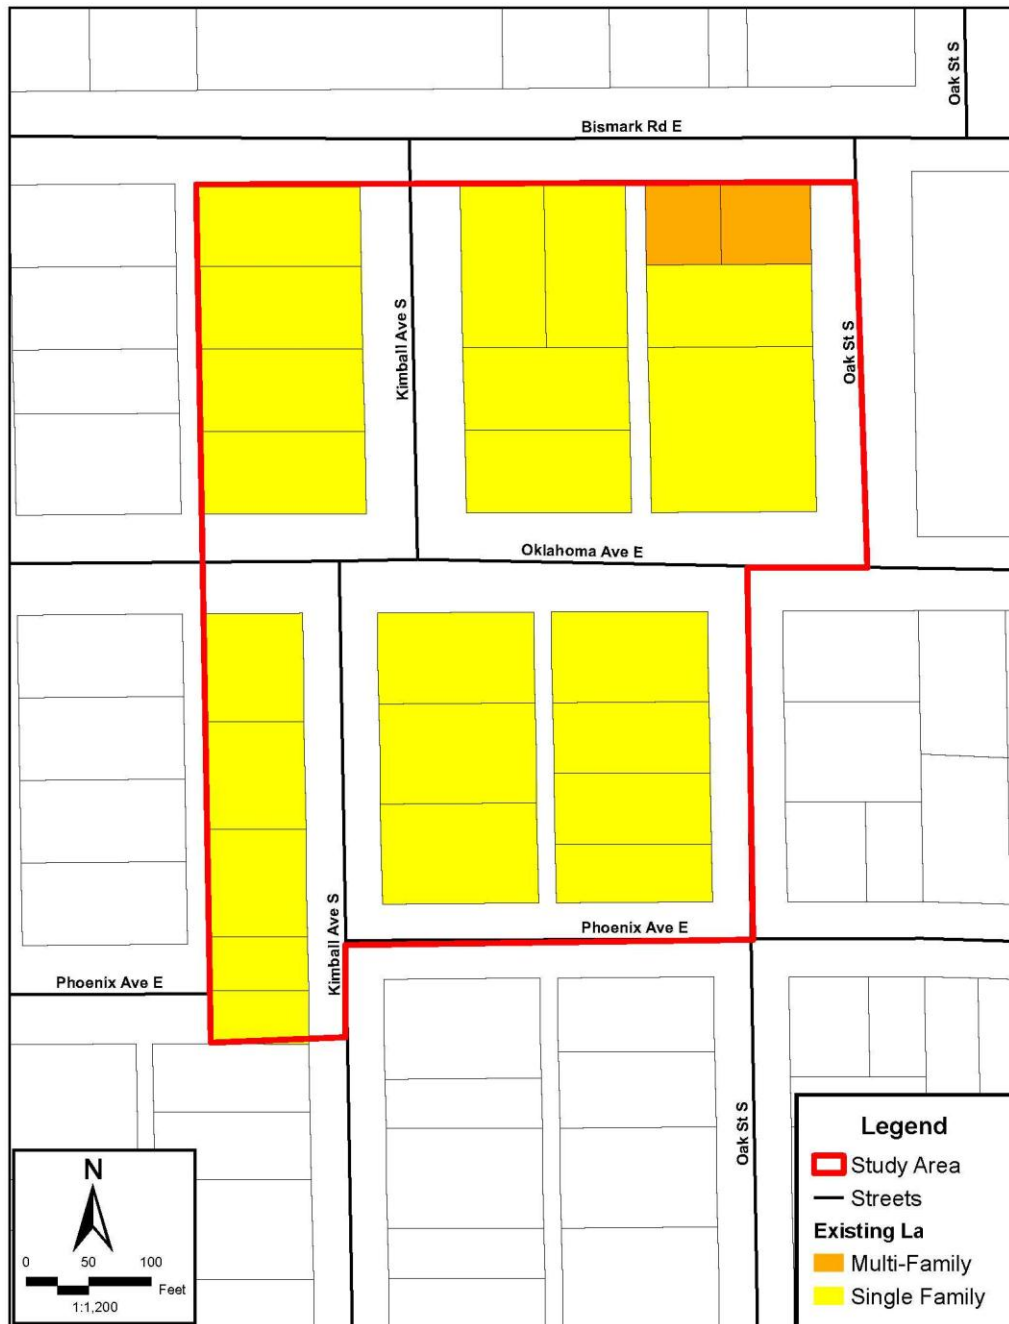 Oak St S
Bismark Rd E
Kimball Ave S
Oak St S
Oklahoma Ave E
Kimball Ave S
Phoenix Ave E
Phoenix Ave E
Oak St S
N
0 50 100
Feet
1:1,200
Legend
Study Area
Streets
Existing La
Multi-Family
Single Family